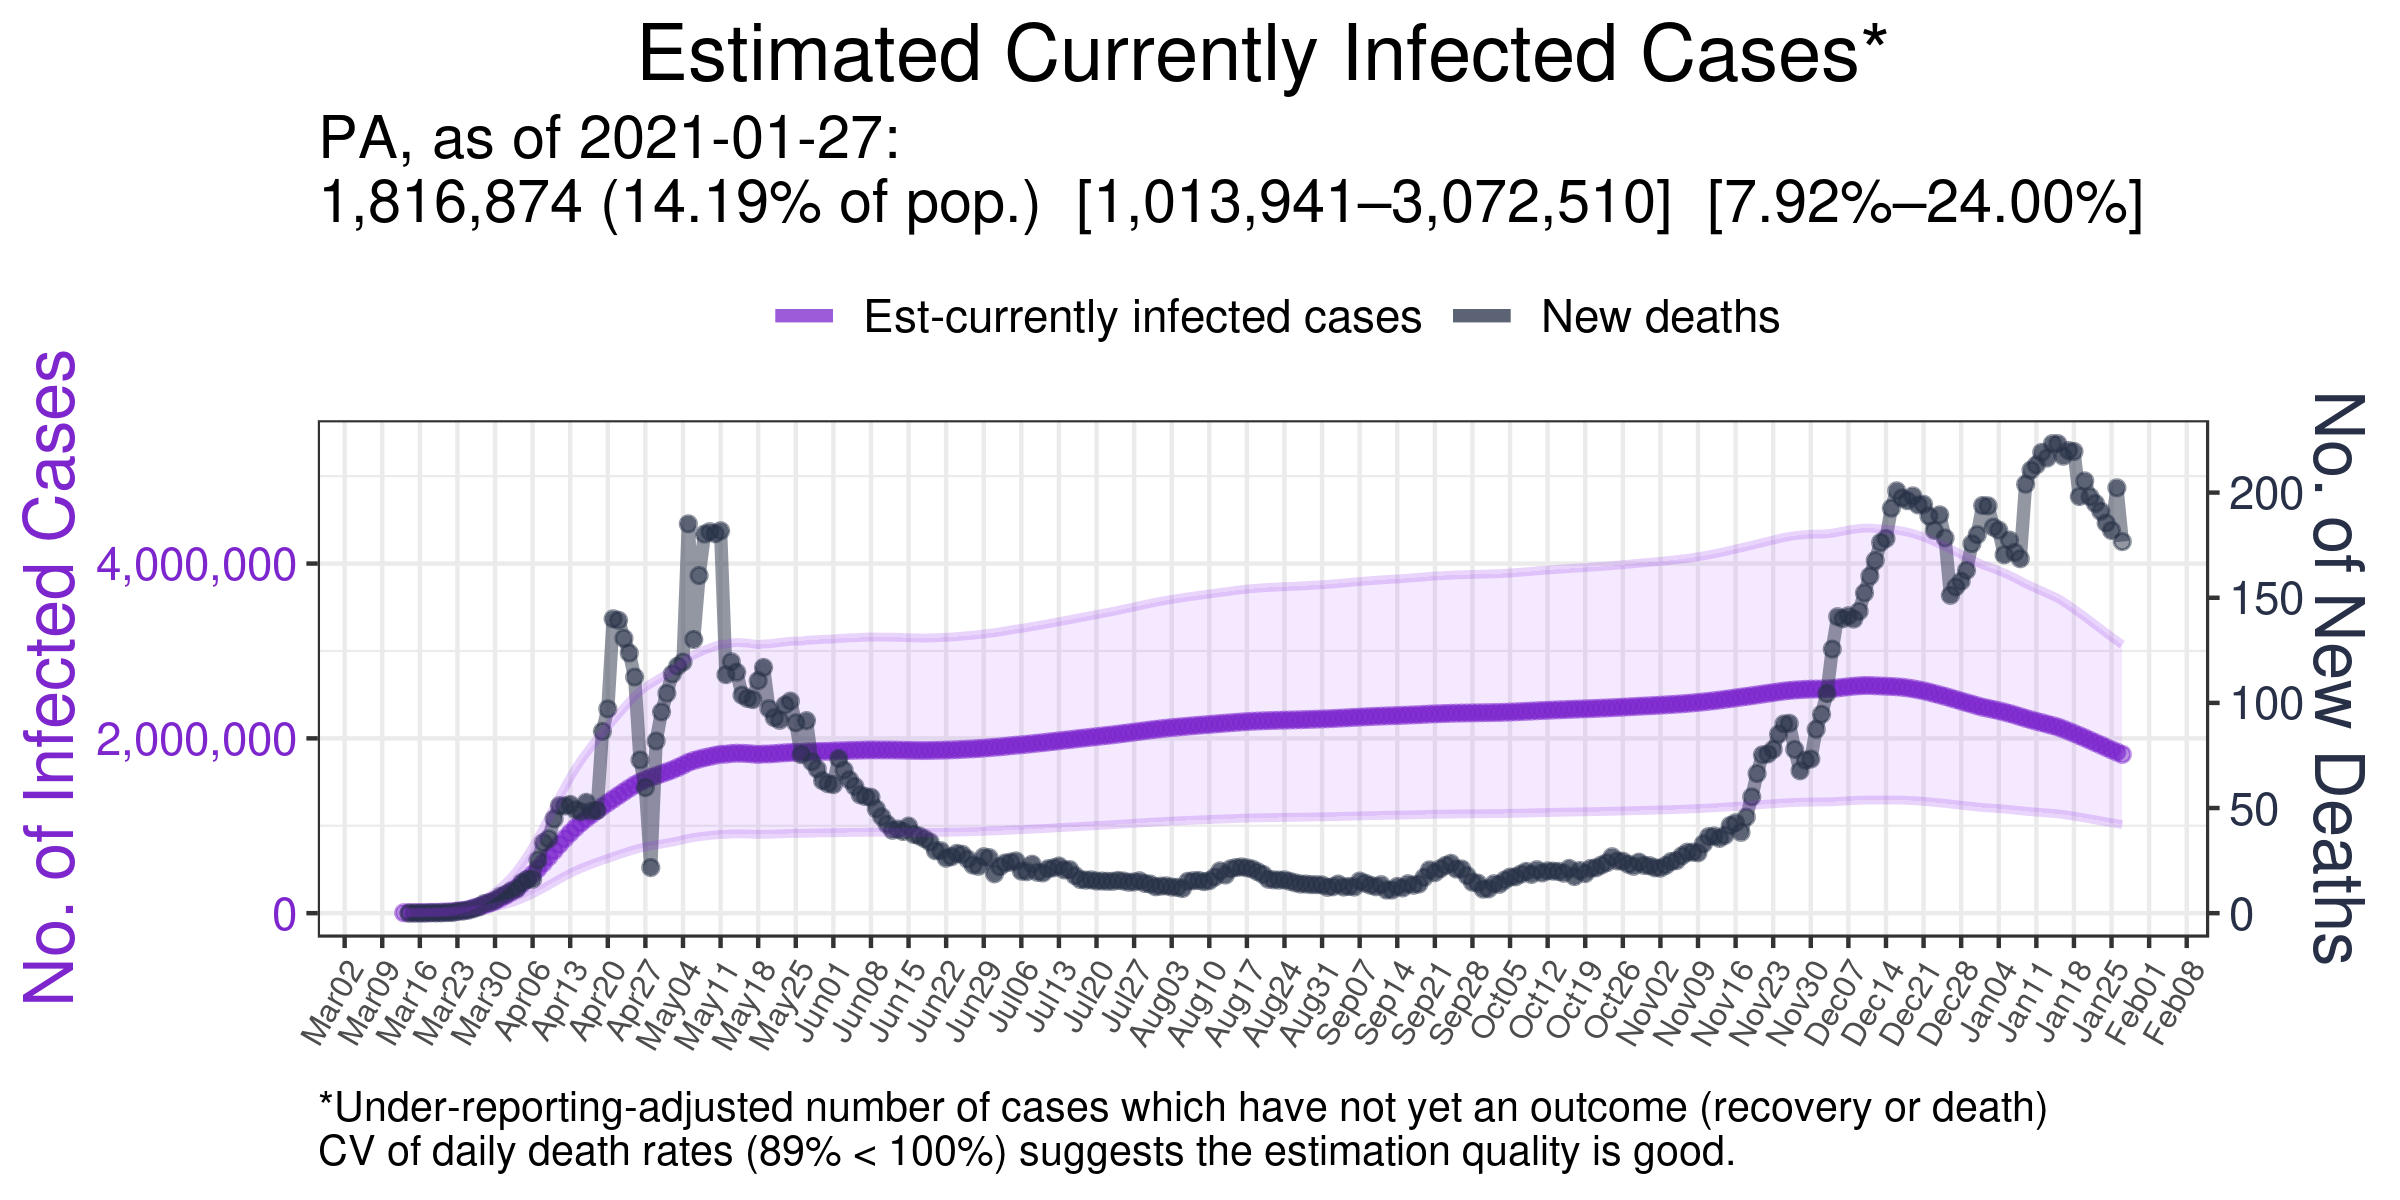 Estimated Currently Infected Cases*
PA, as of 2021-01-27:
1,816,874 (14.19% of pop.)  [1,013,941–3,072,510]  [7.92%–24.00%]
Est-currently infected cases
New deaths
No. of Infected Cases
4,000,000
2,000,000
0
200
150
100
50
0
No. of New Deaths
Mar02
Mar09
Mar16
Mar23
Mar30
Apr06
Apr13
Apr20
Apr27
May04
May11
May18
May25
Jun01
Jun08
Jun15
Jun22
Jun29
Jul06
Jul13
Jul20
Jul27
Aug03
Aug10
Aug17
Aug24
Aug31
Sep07
Sep14
Sep21
Sep28
Oct05
Oct12
Oct19
Oct26
Nov02
Nov09
Nov16
Nov23
Nov30
Dec07
Dec14
Dec21
Dec28
Jan04
Jan11
Jan18
Jan25
Feb01
Feb08
*Under-reporting-adjusted number of cases which have not yet an outcome (recovery or death)
CV of daily death rates (89% < 100%) suggests the estimation quality is good.